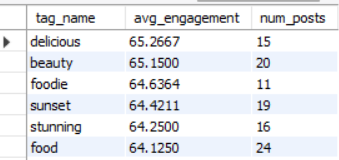 tag_name avg_engagement num_posts
delicious 65.2667 15
beauty 65.1500 20
foodie 64.6364 11
sunset 64.4211 19
stunning 64.2500 16
food 64.1250 24